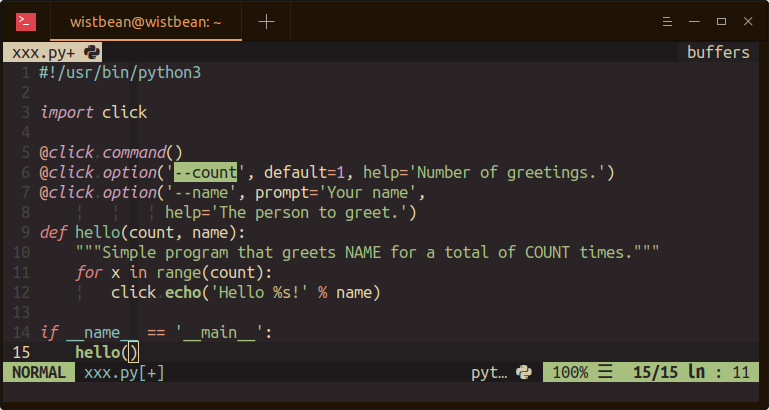 wistbean@wistbean: ~
xxx.py+ buffers
1 #!/usr/bin/python3
2
3 import click
4
5 @click.command()
6 @click.option('--count', default=1, help='Number of greetings.')
7 @click.option('--name', prompt='Your name',
8 help='The person to greet.')
9 def hello(count, name):
10 """Simple program that greets NAME for a total of COUNT times."""
11 for x in range(count):
12 click.echo('Hello %s!' % name)
13
14 if __name__ == '__main__':
15 hello()
NORMAL xxx.py[+] pyt… 100% ☰ 15/15 ln : 11